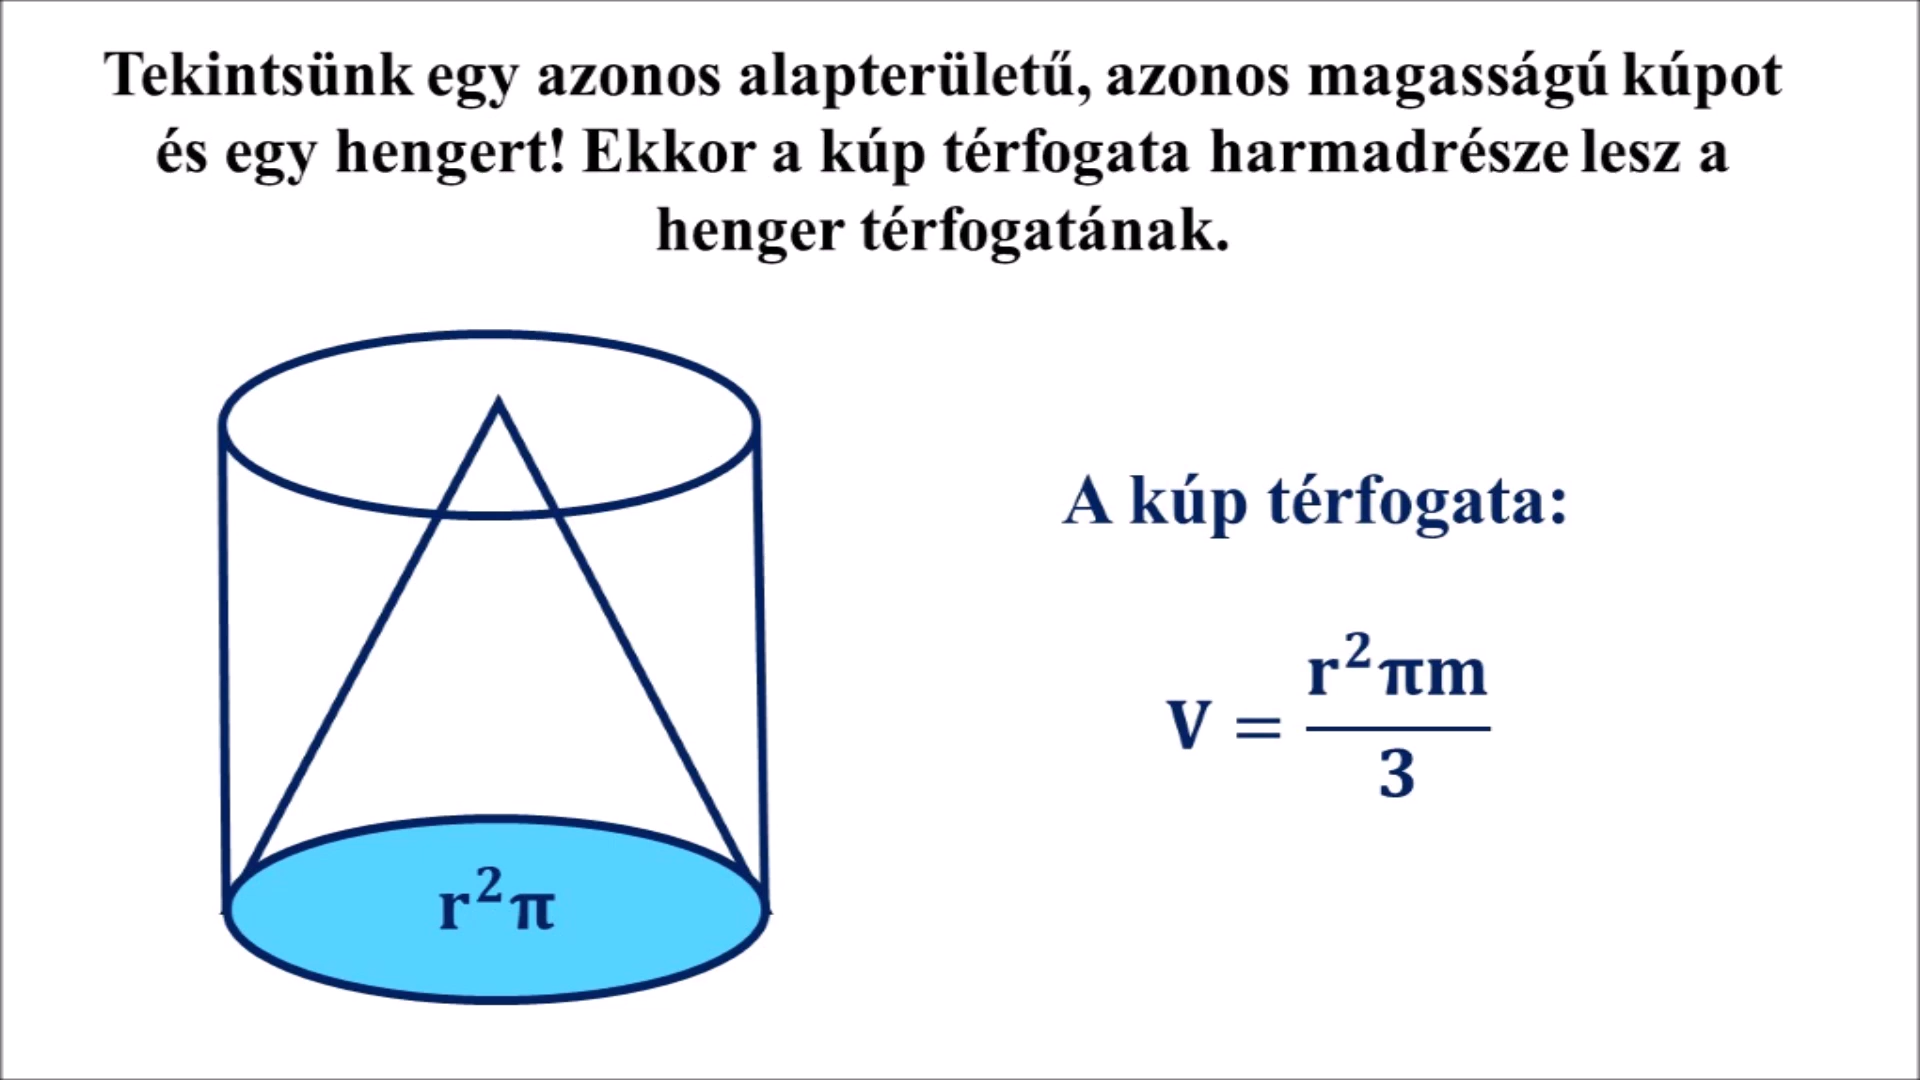 Tekintsünk egy azonos alapterületű, azonos magasságú kúpot
és egy hengert! Ekkor a kúp térfogata harmadrésze lesz a
henger térfogatának.
A kúp térfogata:
V = r²πm / 3
r²π